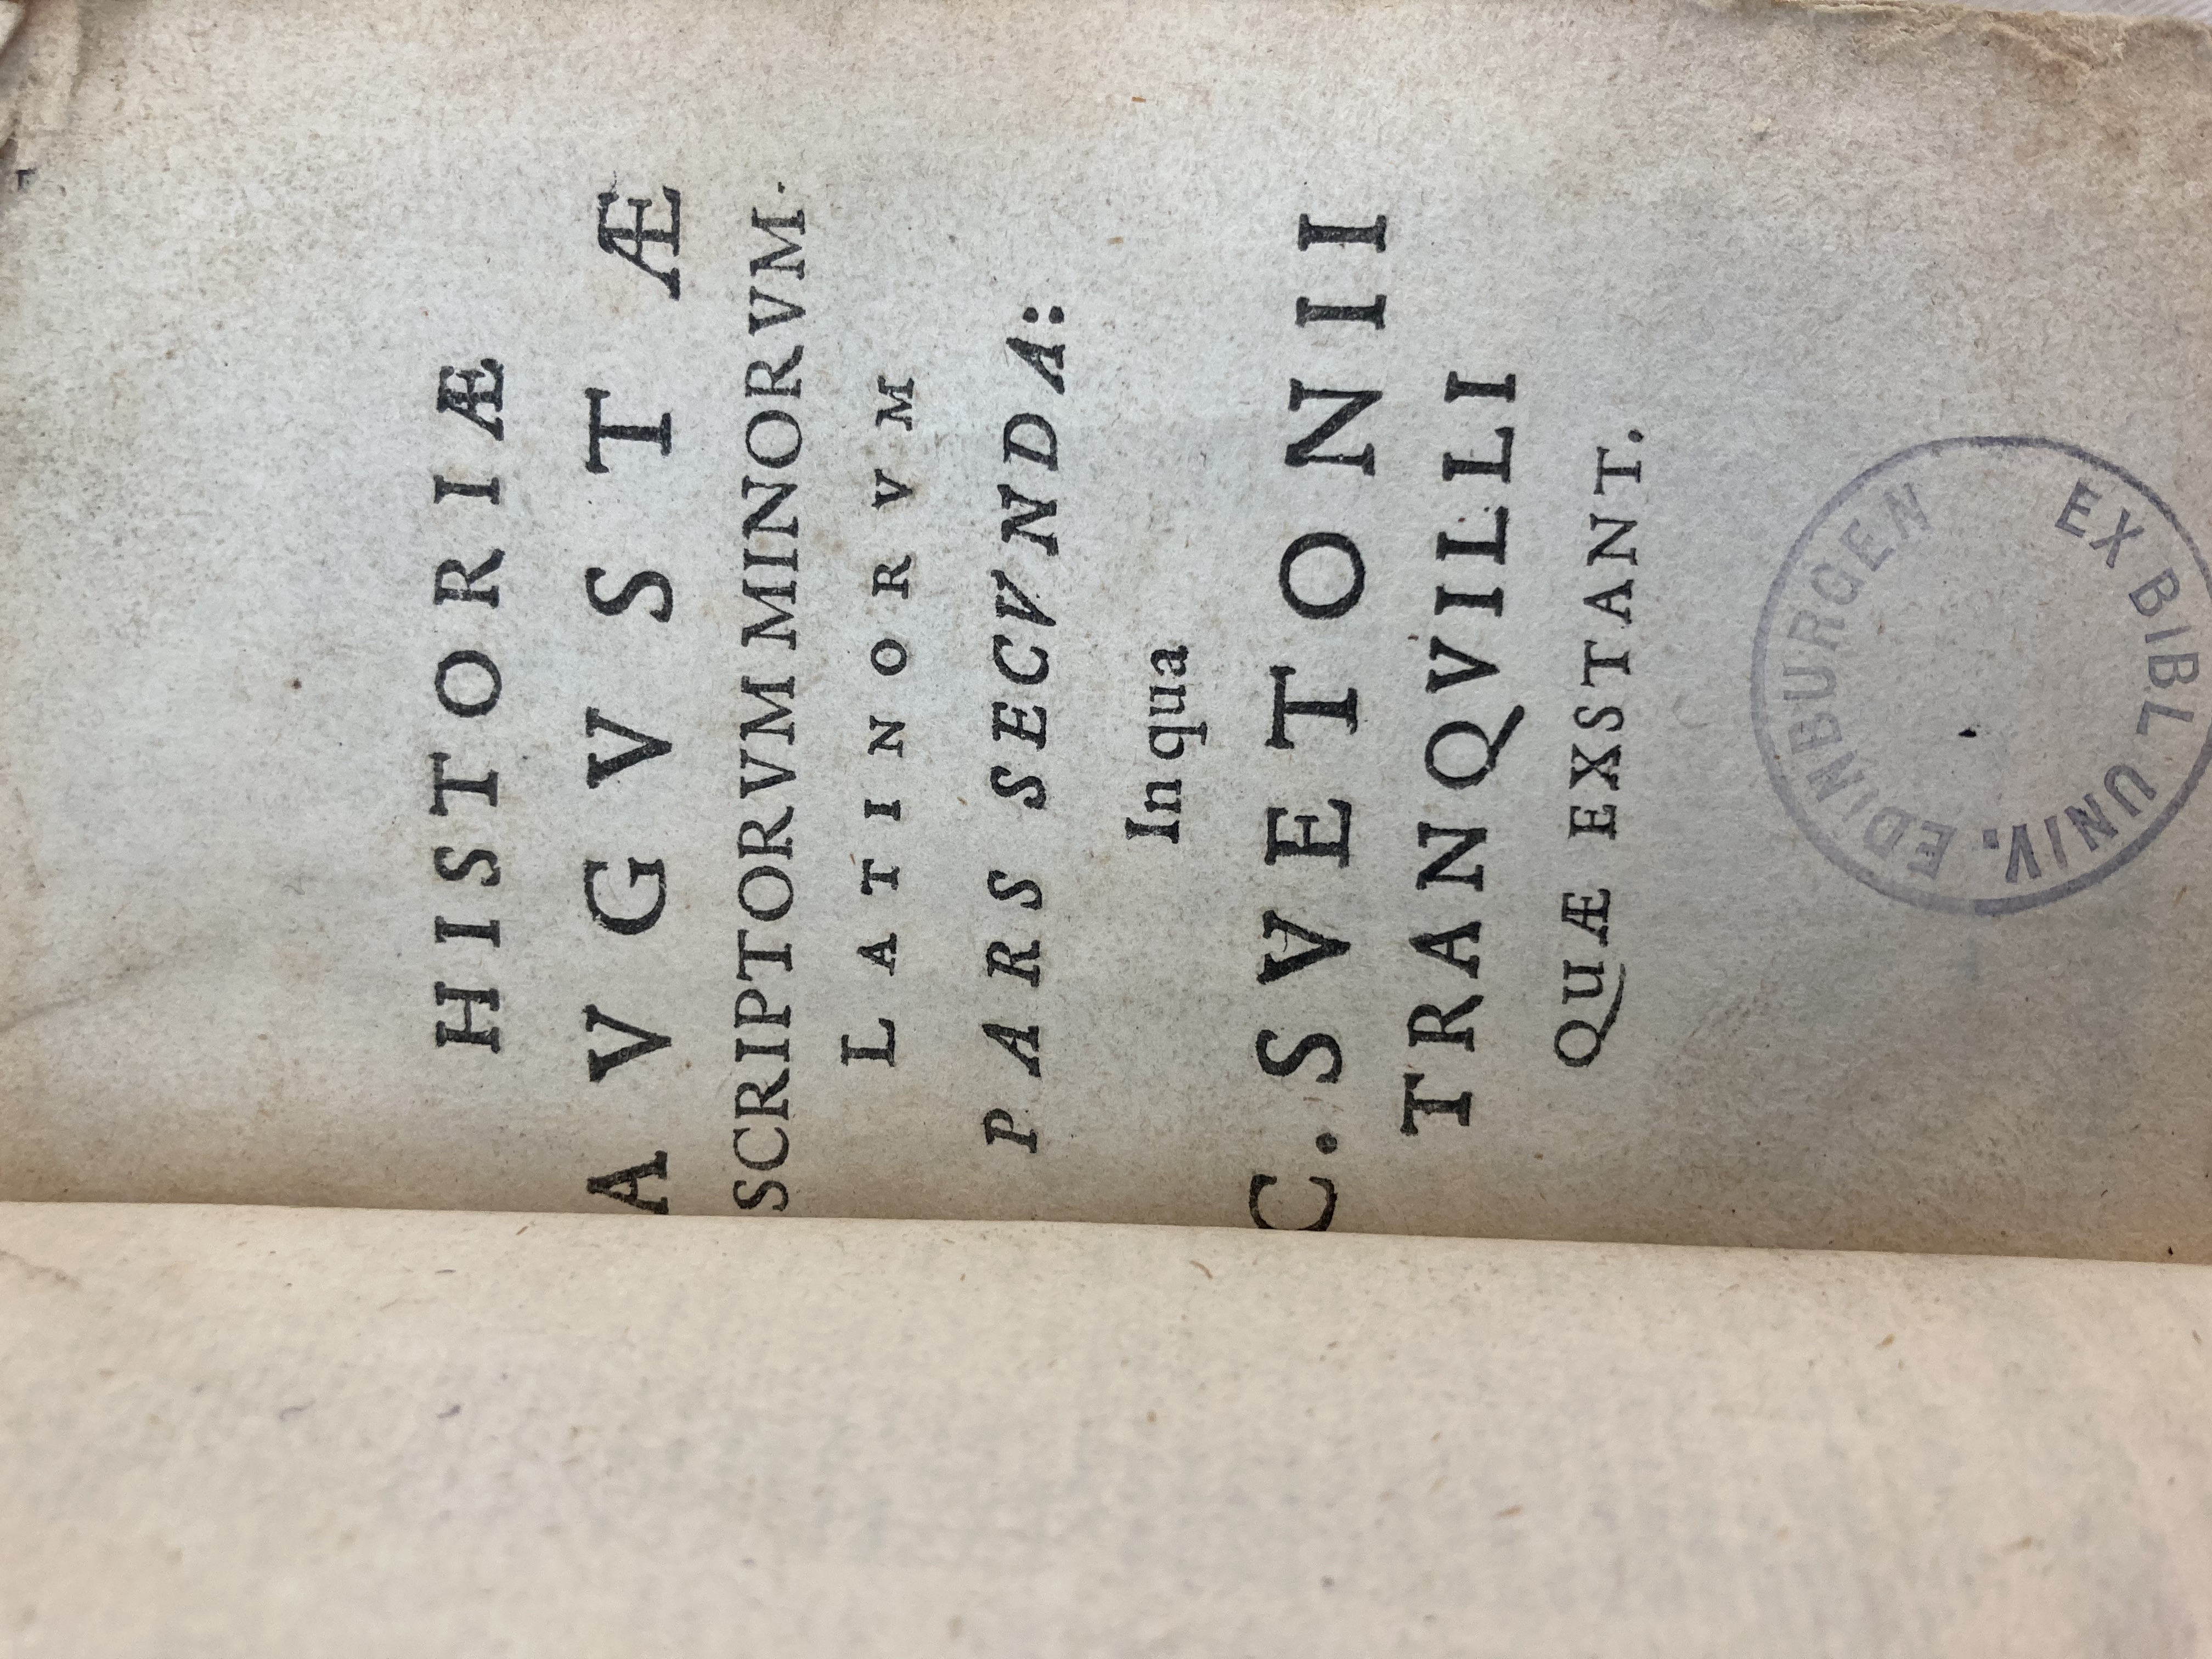 HISTORIÆ
AVGVSTÆ
SCRIPTORVM MINORVM.
LATINORVM
PARS SECVNDA:
In qua
C. SVETONII
TRANQVILLI
QUÆ EXSTANT.
EX BIBL. UNIV. EDINBURGEN